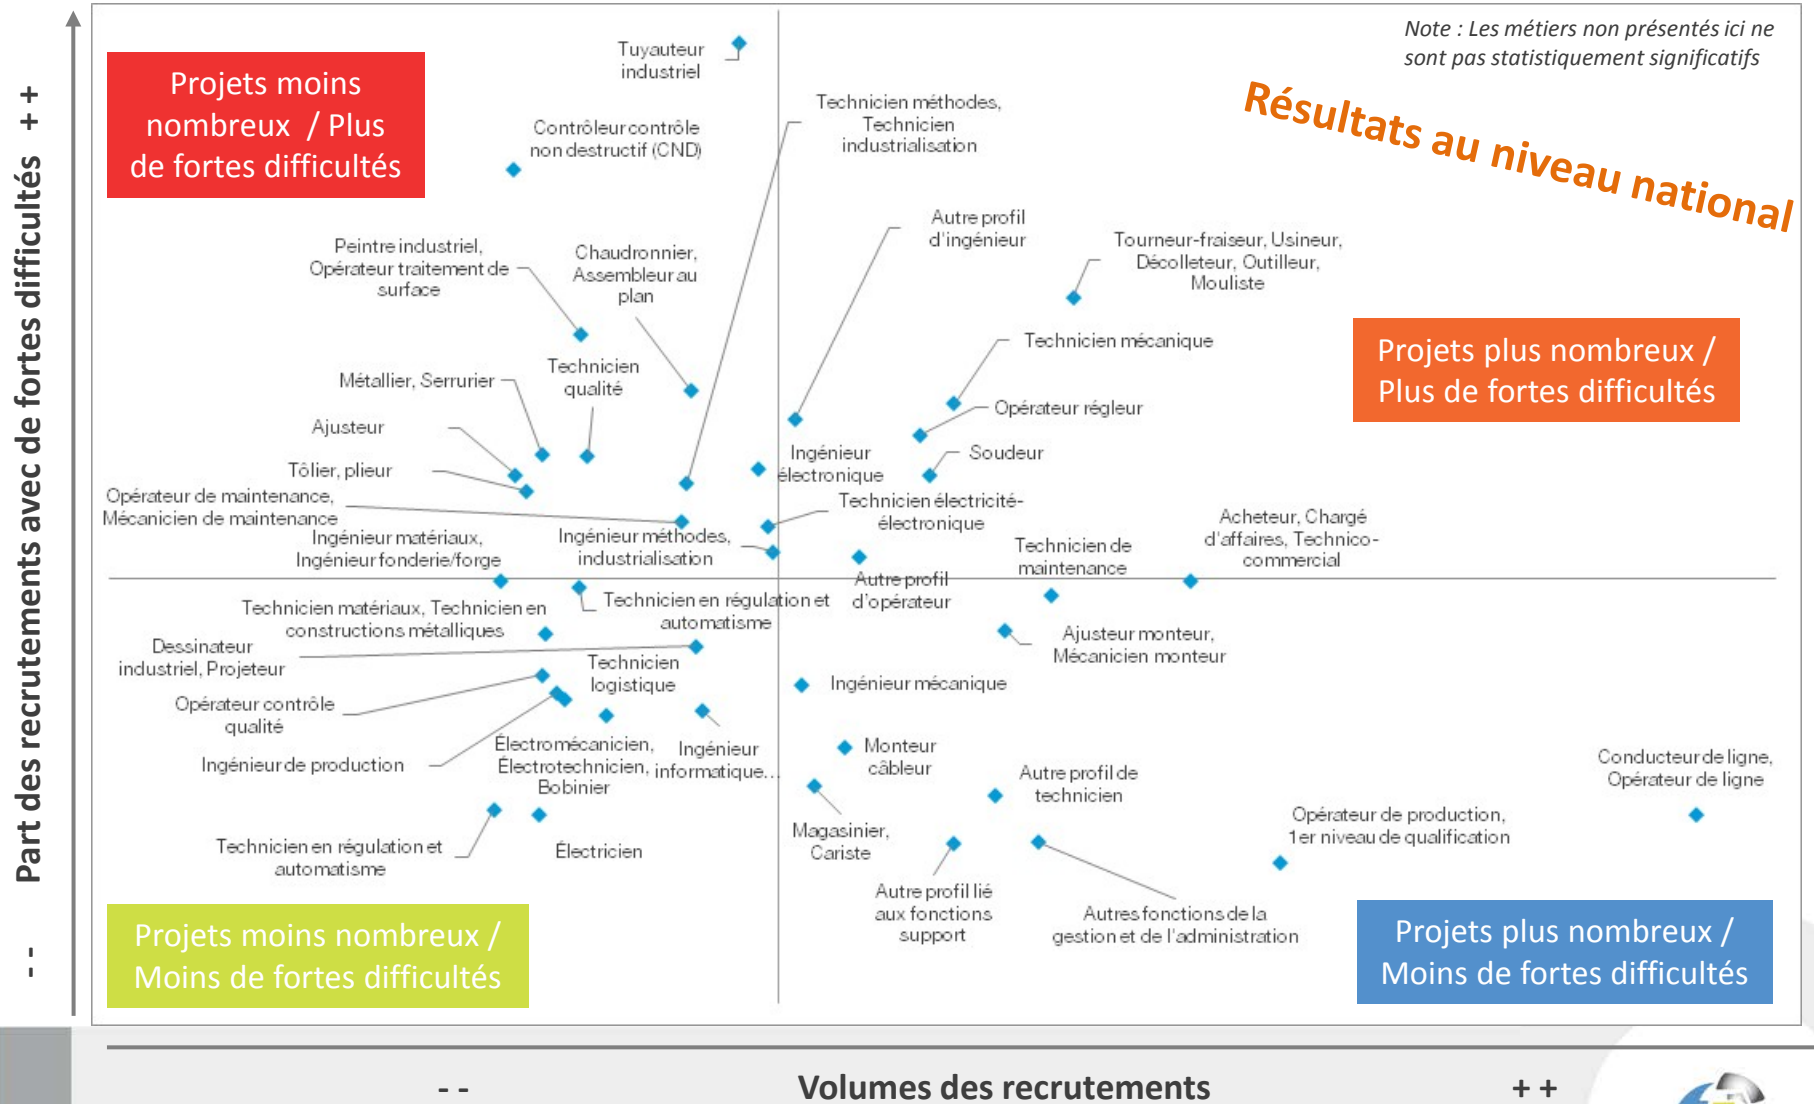 Note : Les métiers non présentés ici ne
sont pas statistiquement significatifs
Résultats au niveau national
Projets moins
nombreux / Plus
de fortes difficultés
Tuyauteur
industriel
Contrôleur contrôle
non destructif (CND)
Technicien méthodes,
Technicien
industrialisation
Autre profil
d'ingénieur
Tourneur-fraiseur, Usineur,
Décolleteur, Outilleur,
Mouliste
Peintre industriel,
Opérateur traitement de
surface
Chaudronnier,
Assembleur au
plan
Technicien mécanique
Projets plus nombreux /
Plus de fortes difficultés
Technicien
qualité
Métallier, Serrurier
Opérateur régleur
Ajusteur
Soudeur
Ingénieur
électronique
Tôlier, plieur
Opérateur de maintenance,
Mécanicien de maintenance
Technicien électricité-
électronique
Acheteur, Chargé
d'affaires, Technico-
commercial
Ingénieur matériaux,
Ingénieur fonderie/forge
Ingénieur méthodes,
industrialisation
Technicien de
maintenance
Autre profil
d'opérateur
Technicien en régulation et
automatisme
Technicien matériaux, Technicien en
constructions métalliques
Ajusteur monteur,
Mécanicien monteur
Dessinateur
industriel, Projeteur
Technicien
logistique
Ingénieur mécanique
Opérateur contrôle
qualité
Ingénieur de production
Électromécanicien,
Électrotechnicien,
Bobinier
Ingénieur
informatique...
Monteur
câbleur
Autre profil de
technicien
Conducteur de ligne,
Opérateur de ligne
Opérateur de production,
1er niveau de qualification
Magasinier,
Cariste
Technicien en régulation et
automatisme
Électricien
Autre profil lié
aux fonctions
support
Autres fonctions de la
gestion et de l'administration
Projets moins nombreux /
Moins de fortes difficultés
Projets plus nombreux /
Moins de fortes difficultés
- - Part des recrutements avec de fortes difficultés + +
- - Volumes des recrutements + +